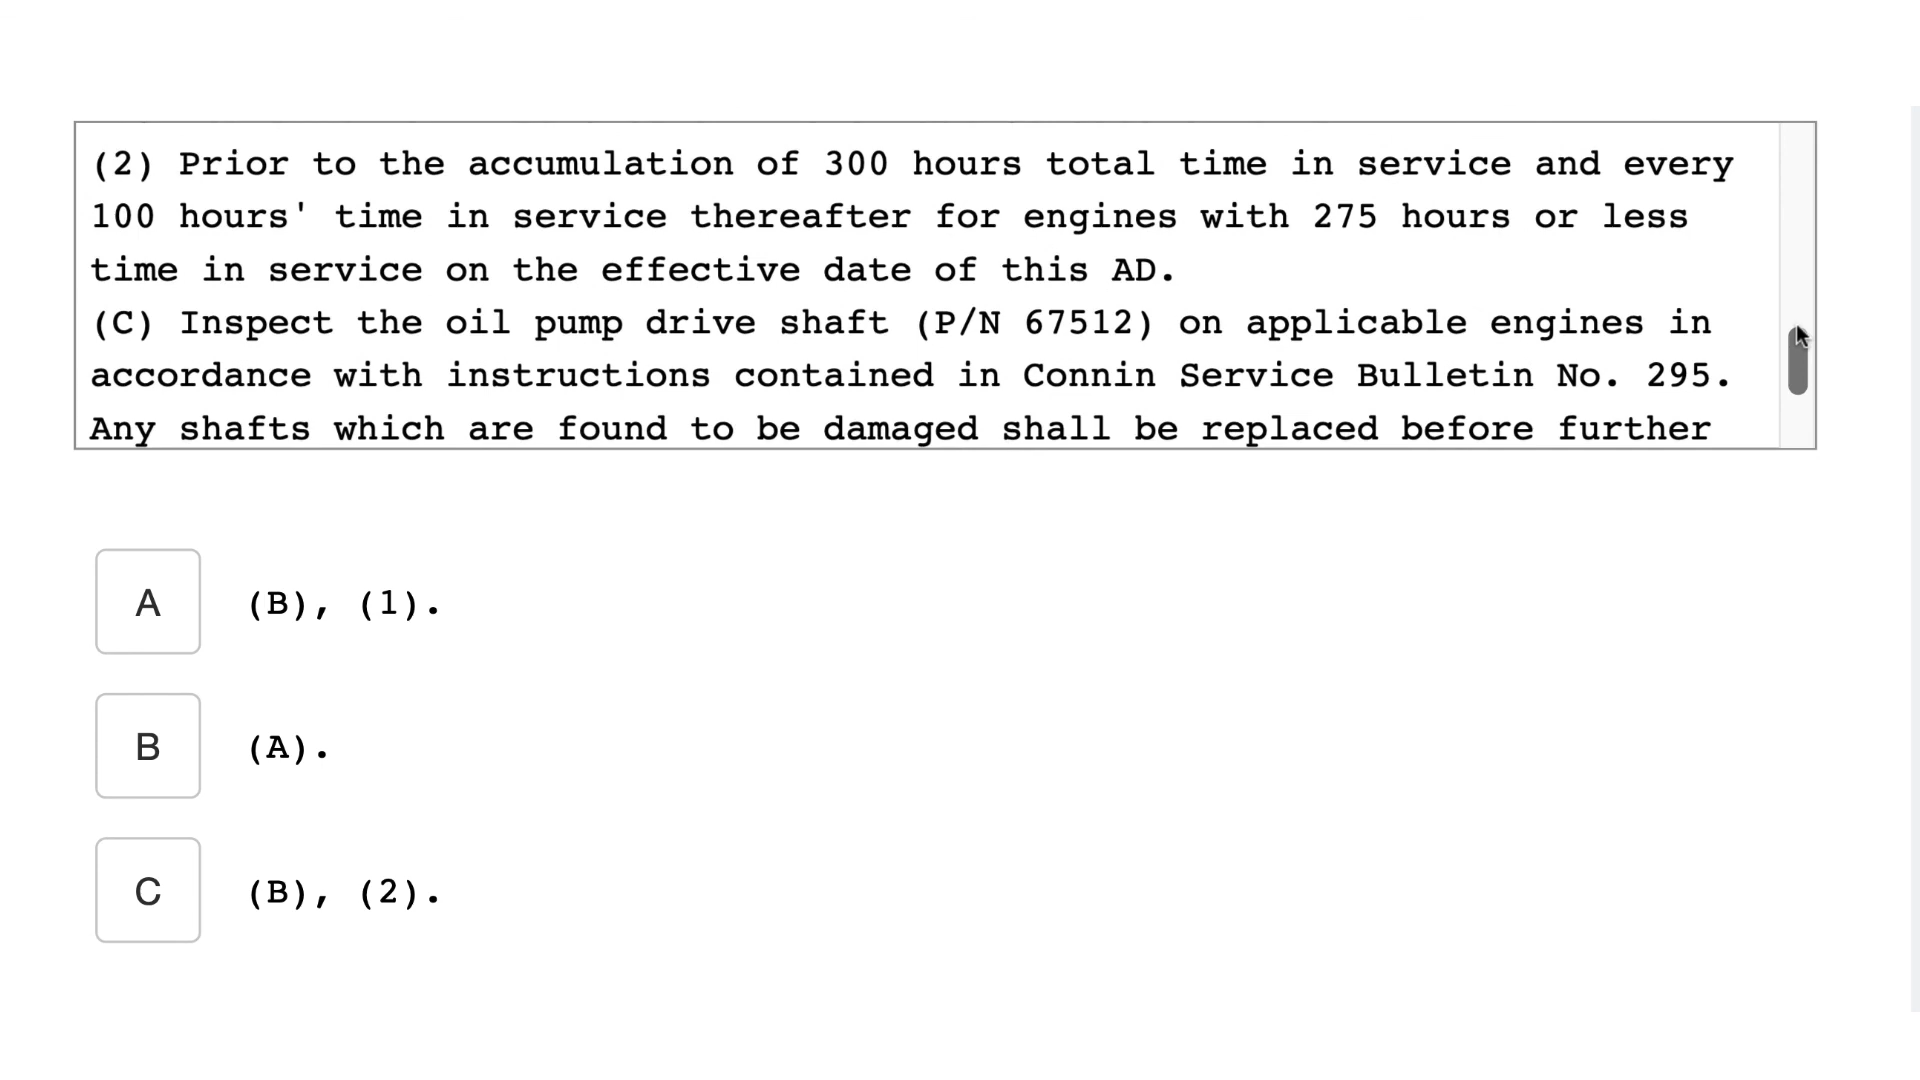 (2) Prior to the accumulation of 300 hours total time in service and every
100 hours' time in service thereafter for engines with 275 hours or less
time in service on the effective date of this AD.
(C) Inspect the oil pump drive shaft (P/N 67512) on applicable engines in
accordance with instructions contained in Connin Service Bulletin No. 295.
Any shafts which are found to be damaged shall be replaced before further
A (B), (1).
B (A).
C (B), (2).